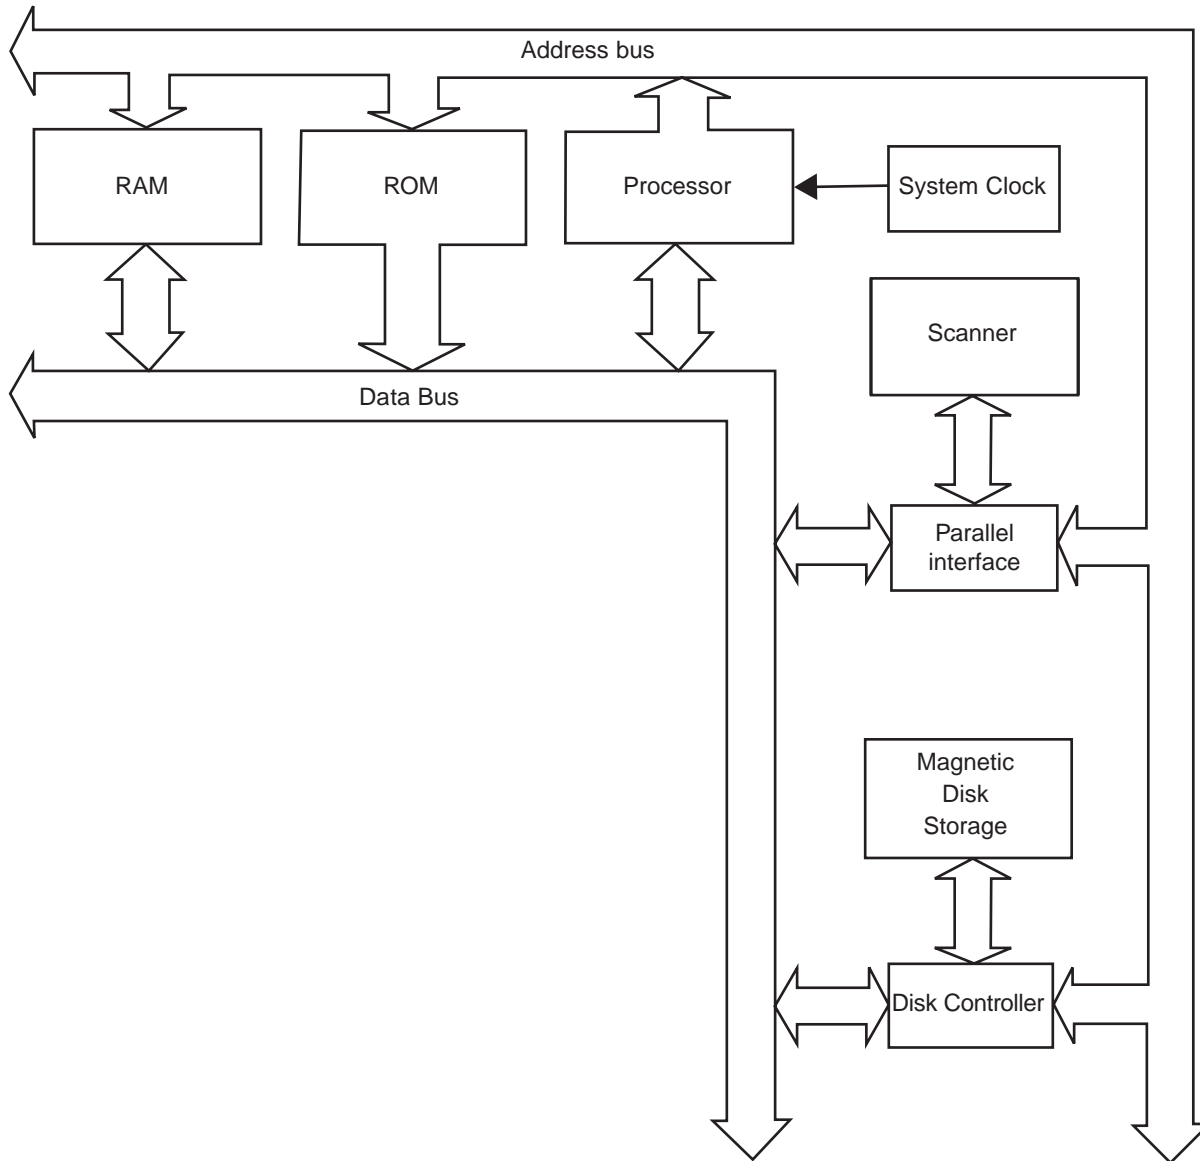 Address bus
RAM
ROM
Processor
System Clock
Scanner
Data Bus
Parallel
interface
Magnetic
Disk
Storage
Disk Controller